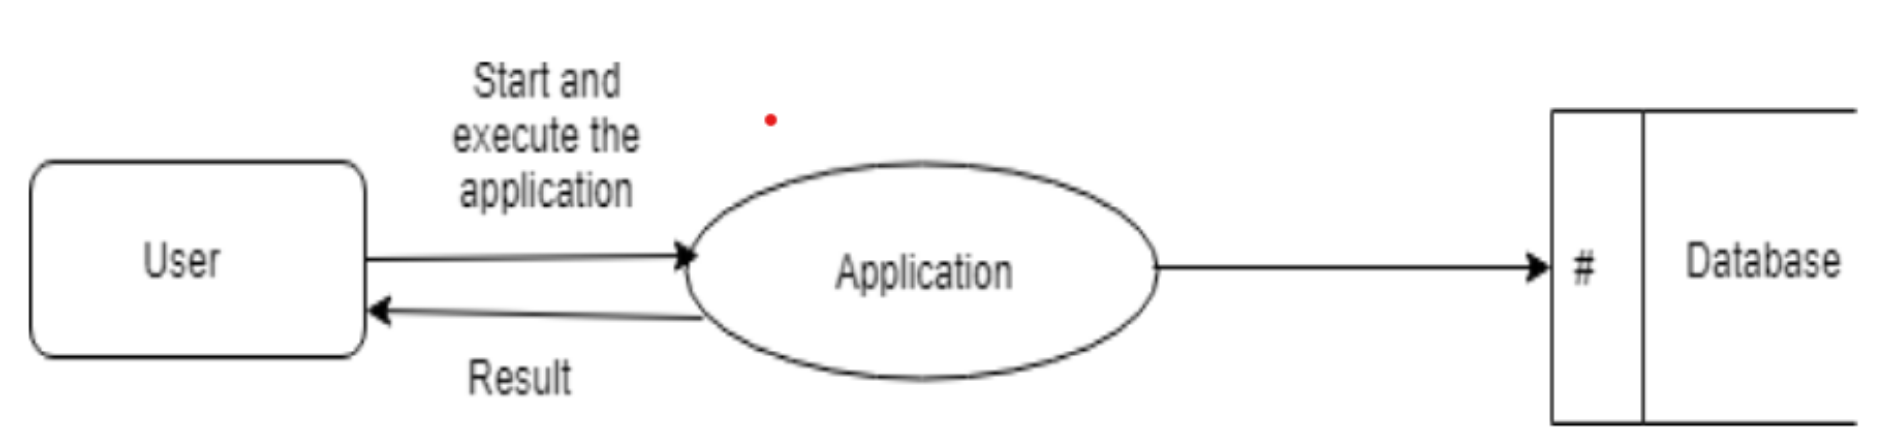 Start and
execute the
application
User
Application
#
Database
Result